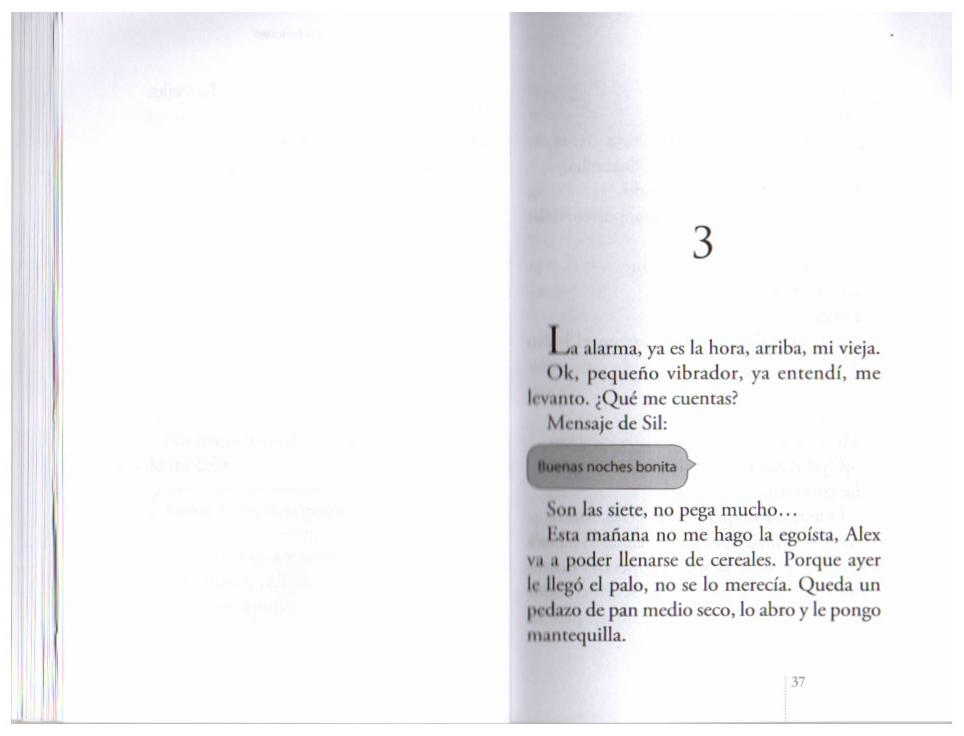 3
La alarma, ya es la hora, arriba, mi vieja.
Ok, pequeño vibrador, ya entendí, me
levanto. ¿Qué me cuentas?
Mensaje de Sil:
Buenas noches bonita
Son las siete, no pega mucho...
Esta mañana no me hago la egoísta, Alex
va a poder llenarse de cereales. Porque ayer
le llegó el palo, no se lo merecía. Queda un
pedazo de pan medio seco, lo abro y le pongo
mantequilla.
37